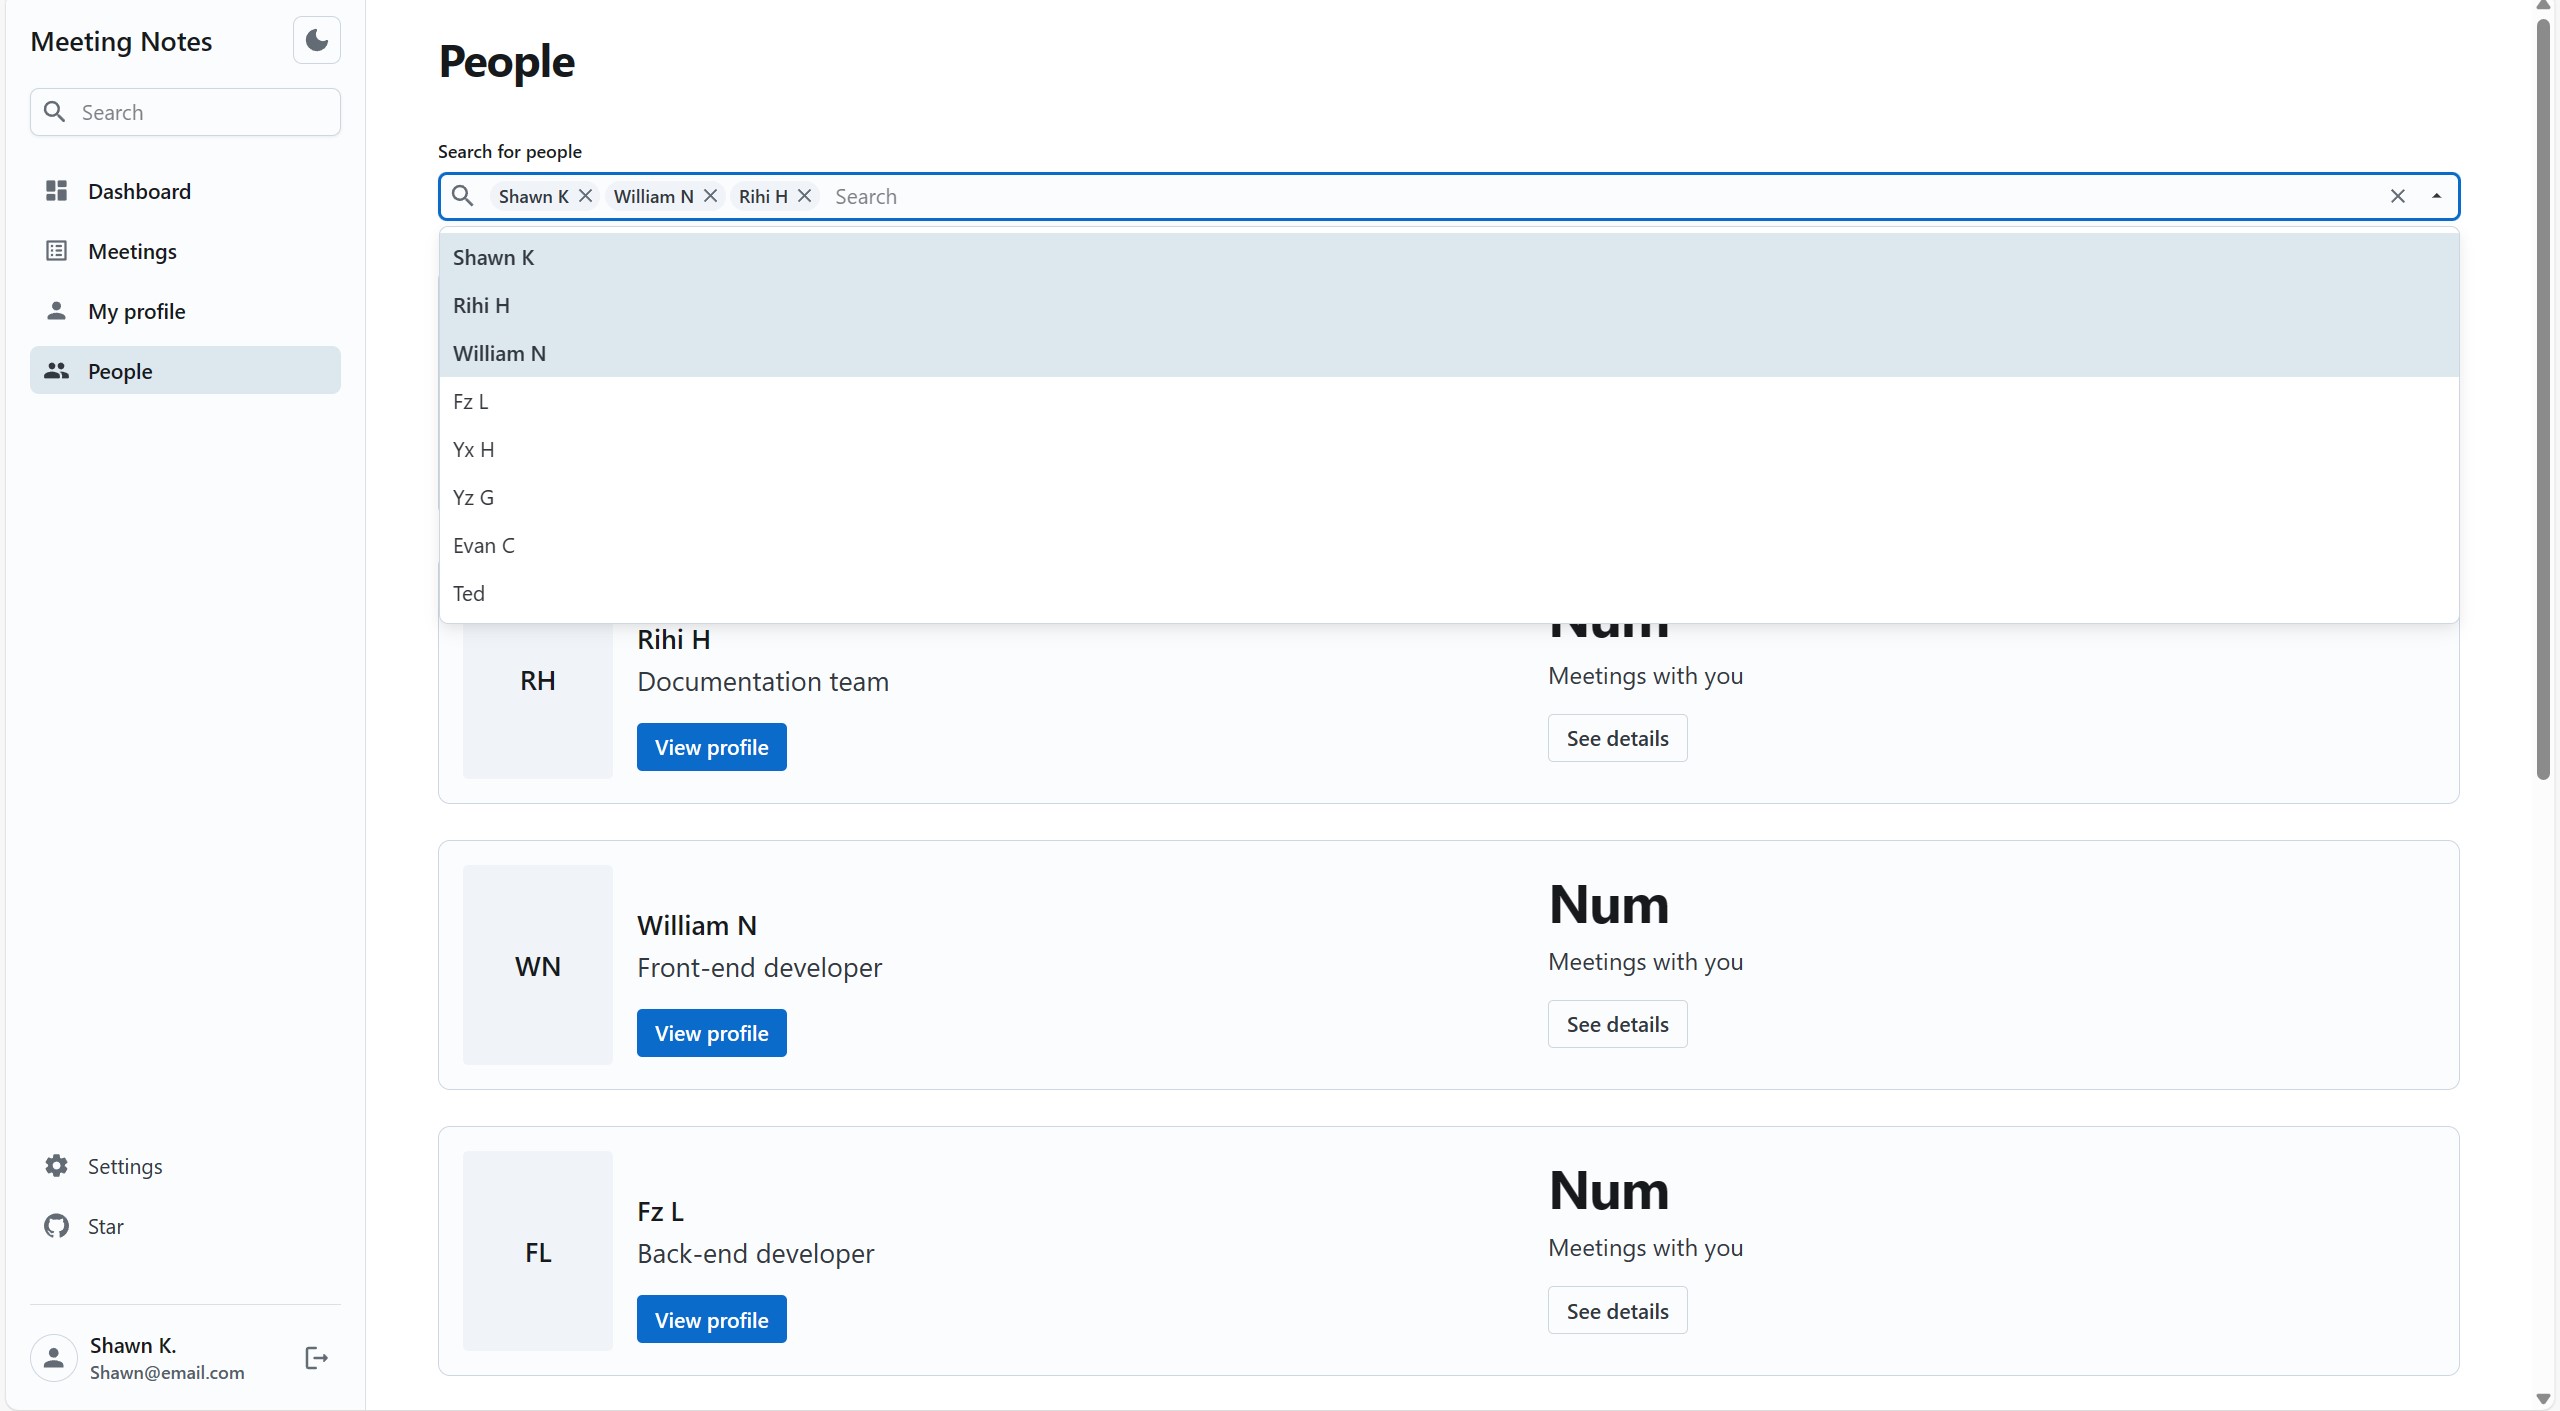 Meeting Notes
Search
Dashboard
Meetings
My profile
People
Settings
Star
Shawn K.
Shawn@email.com
People
Search for people
Shawn K William N Rihi H Search
Shawn K
Rihi H
William N
Fz L
Yx H
Yz G
Evan C
Ted
RH
Rihi H
Documentation team
View profile
Num
Meetings with you
See details
WN
William N
Front-end developer
View profile
Num
Meetings with you
See details
FL
Fz L
Back-end developer
View profile
Num
Meetings with you
See details